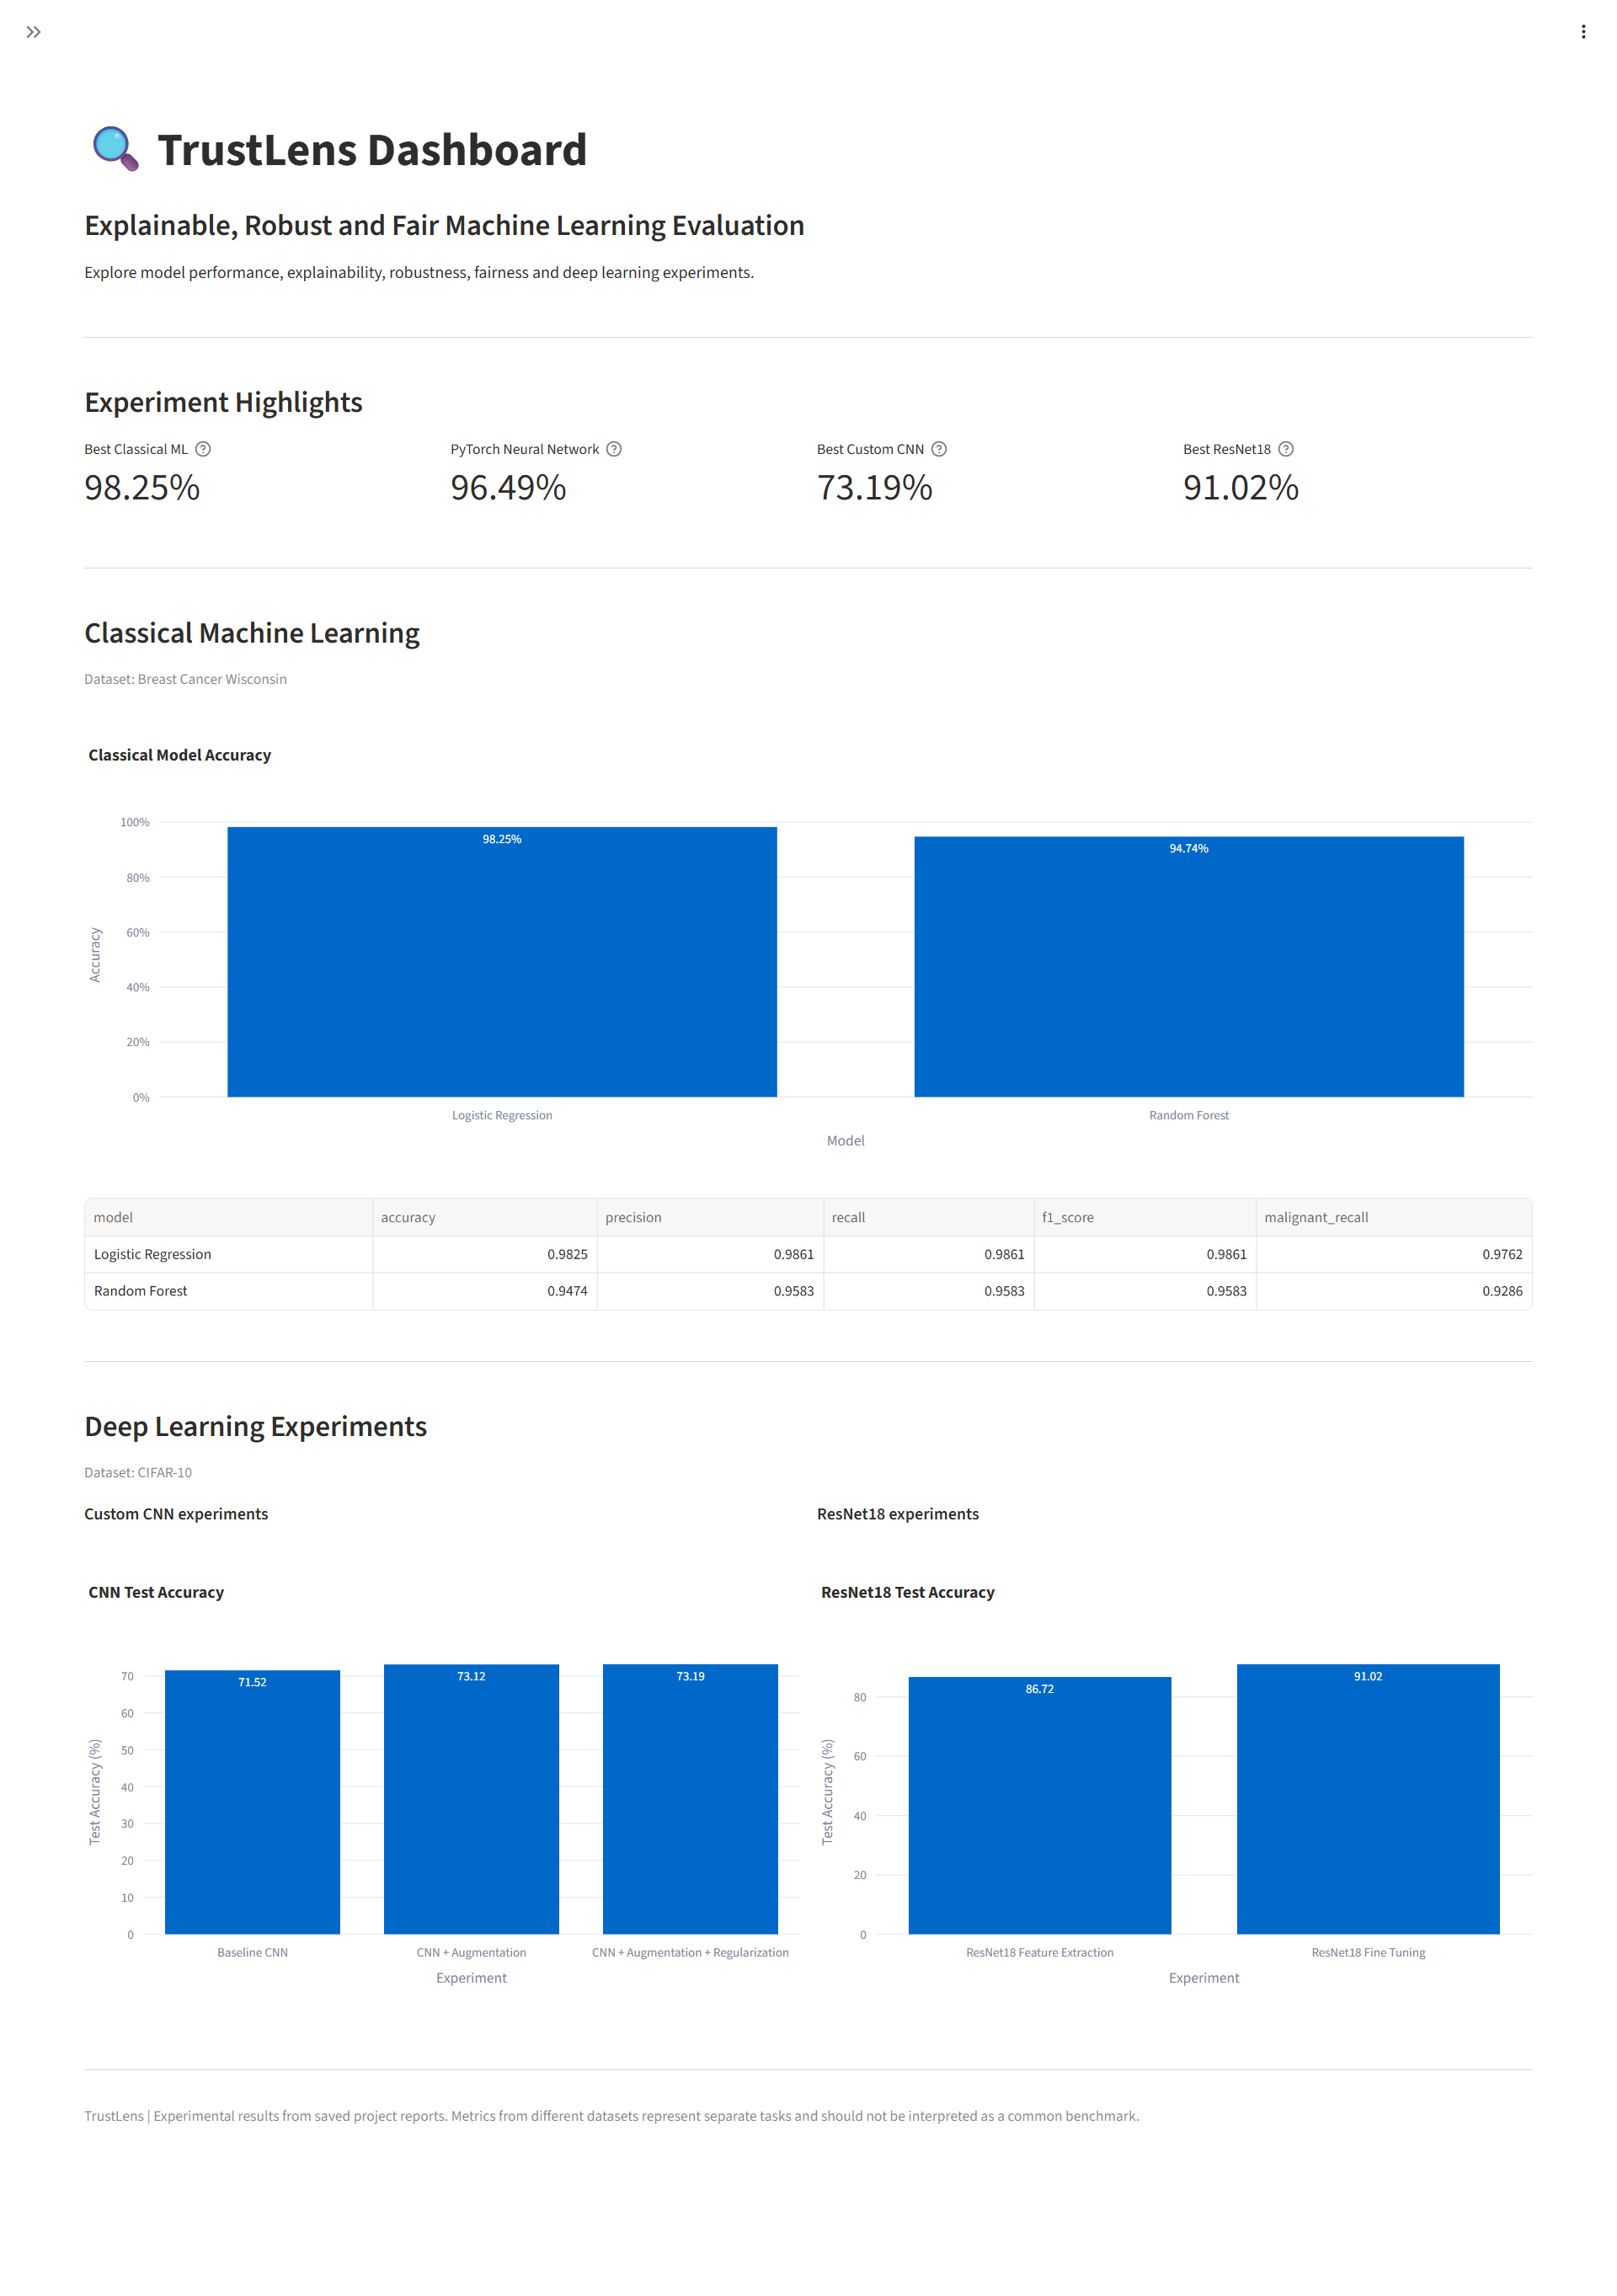 TrustLens Dashboard
Explainable, Robust and Fair Machine Learning Evaluation
Explore model performance, explainability, robustness, fairness and deep learning experiments.
Experiment Highlights
Best Classical ML
98.25%
PyTorch Neural Network
96.49%
Best Custom CNN
73.19%
Best ResNet18
91.02%
Classical Machine Learning
Dataset: Breast Cancer Wisconsin
Classical Model Accuracy
Accuracy
100%
80%
60%
40%
20%
0%
98.25%
94.74%
Logistic Regression
Random Forest
Model
model accuracy precision recall f1_score malignant_recall
Logistic Regression 0.9825 0.9861 0.9861 0.9861 0.9762
Random Forest 0.9474 0.9583 0.9583 0.9583 0.9286
Deep Learning Experiments
Dataset: CIFAR-10
Custom CNN experiments
CNN Test Accuracy
Test Accuracy (%)
70
60
50
40
30
20
10
0
71.52
73.12
73.19
Baseline CNN
CNN + Augmentation
CNN + Augmentation + Regularization
Experiment
ResNet18 experiments
ResNet18 Test Accuracy
Test Accuracy (%)
80
60
40
20
0
86.72
91.02
ResNet18 Feature Extraction
ResNet18 Fine Tuning
Experiment
TrustLens | Experimental results from saved project reports. Metrics from different datasets represent separate tasks and should not be interpreted as a common benchmark.